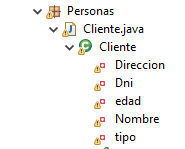 Personas
Cliente.java
Cliente
Direccion
Dni
edad
Nombre
tipo